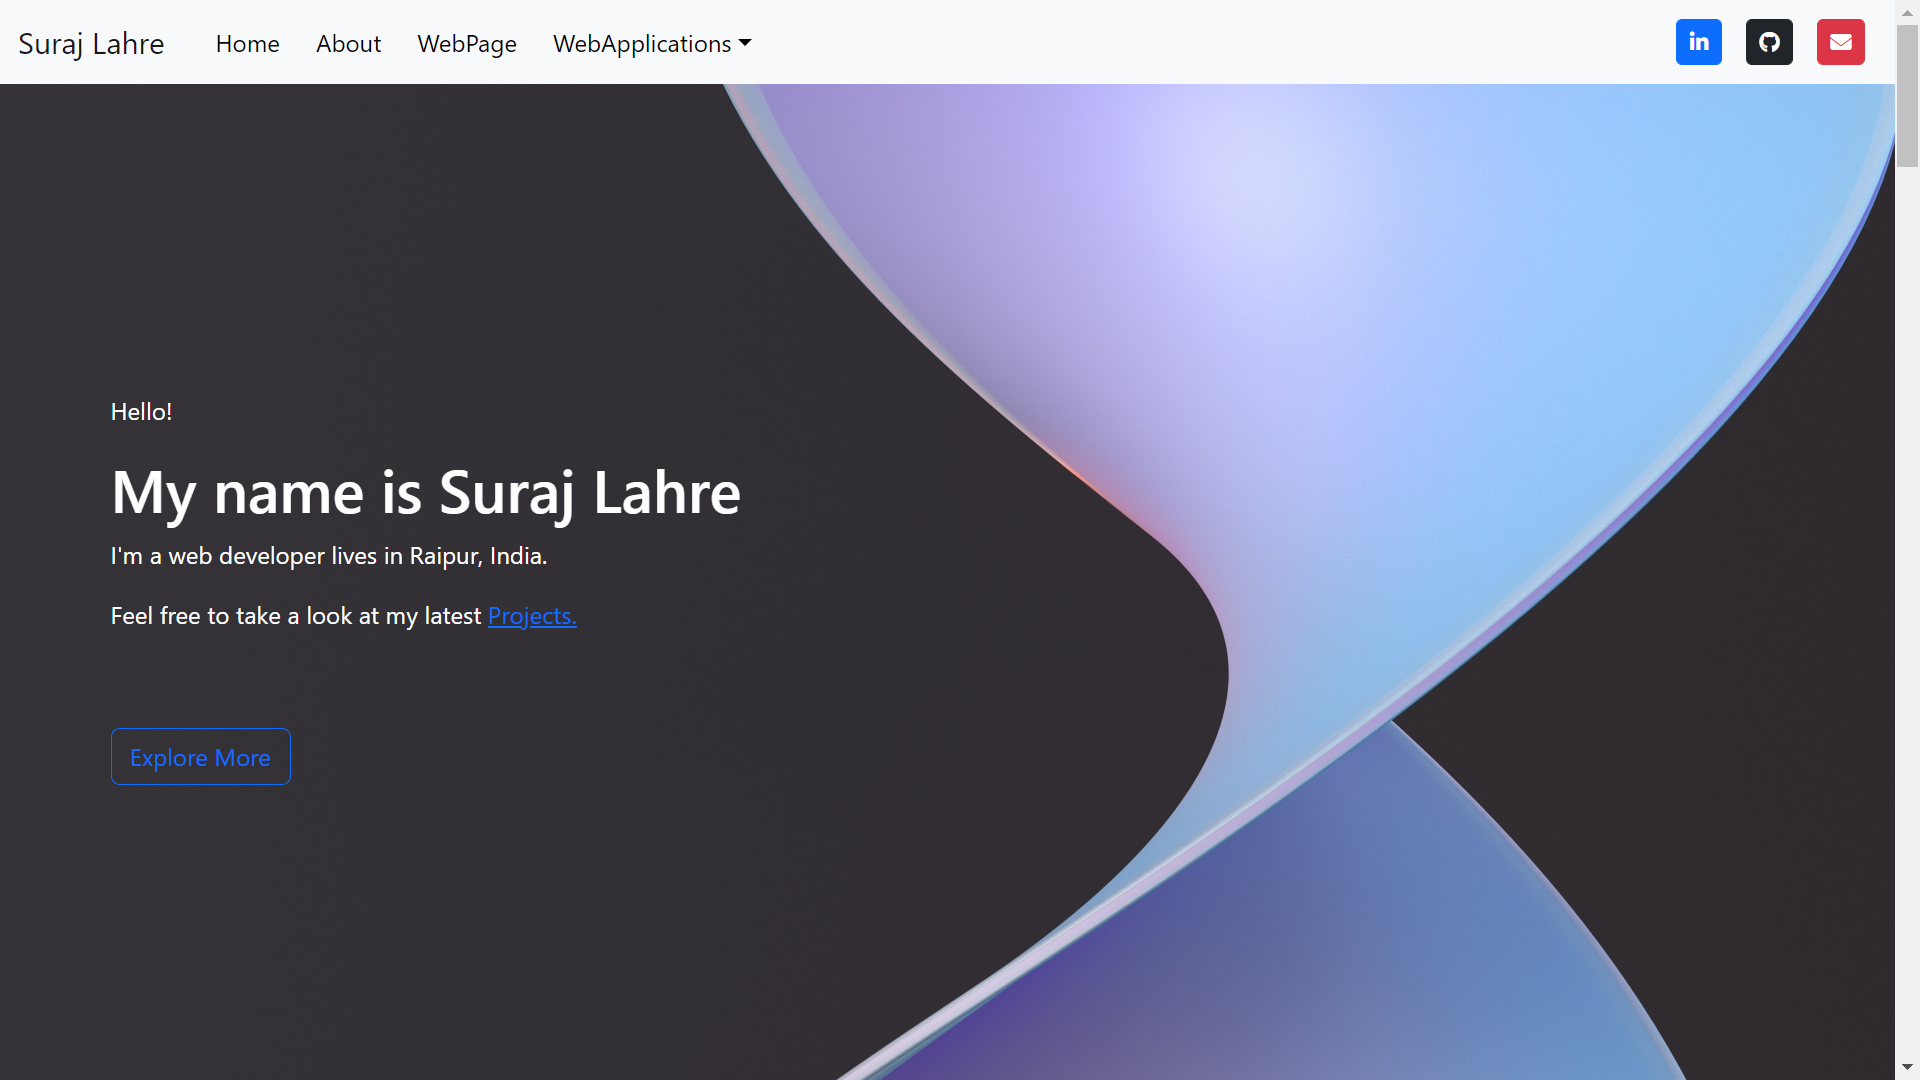 Suraj Lahre Home About WebPage WebApplications
Hello!
My name is Suraj Lahre
I'm a web developer lives in Raipur, India.
Feel free to take a look at my latest Projects.
Explore More